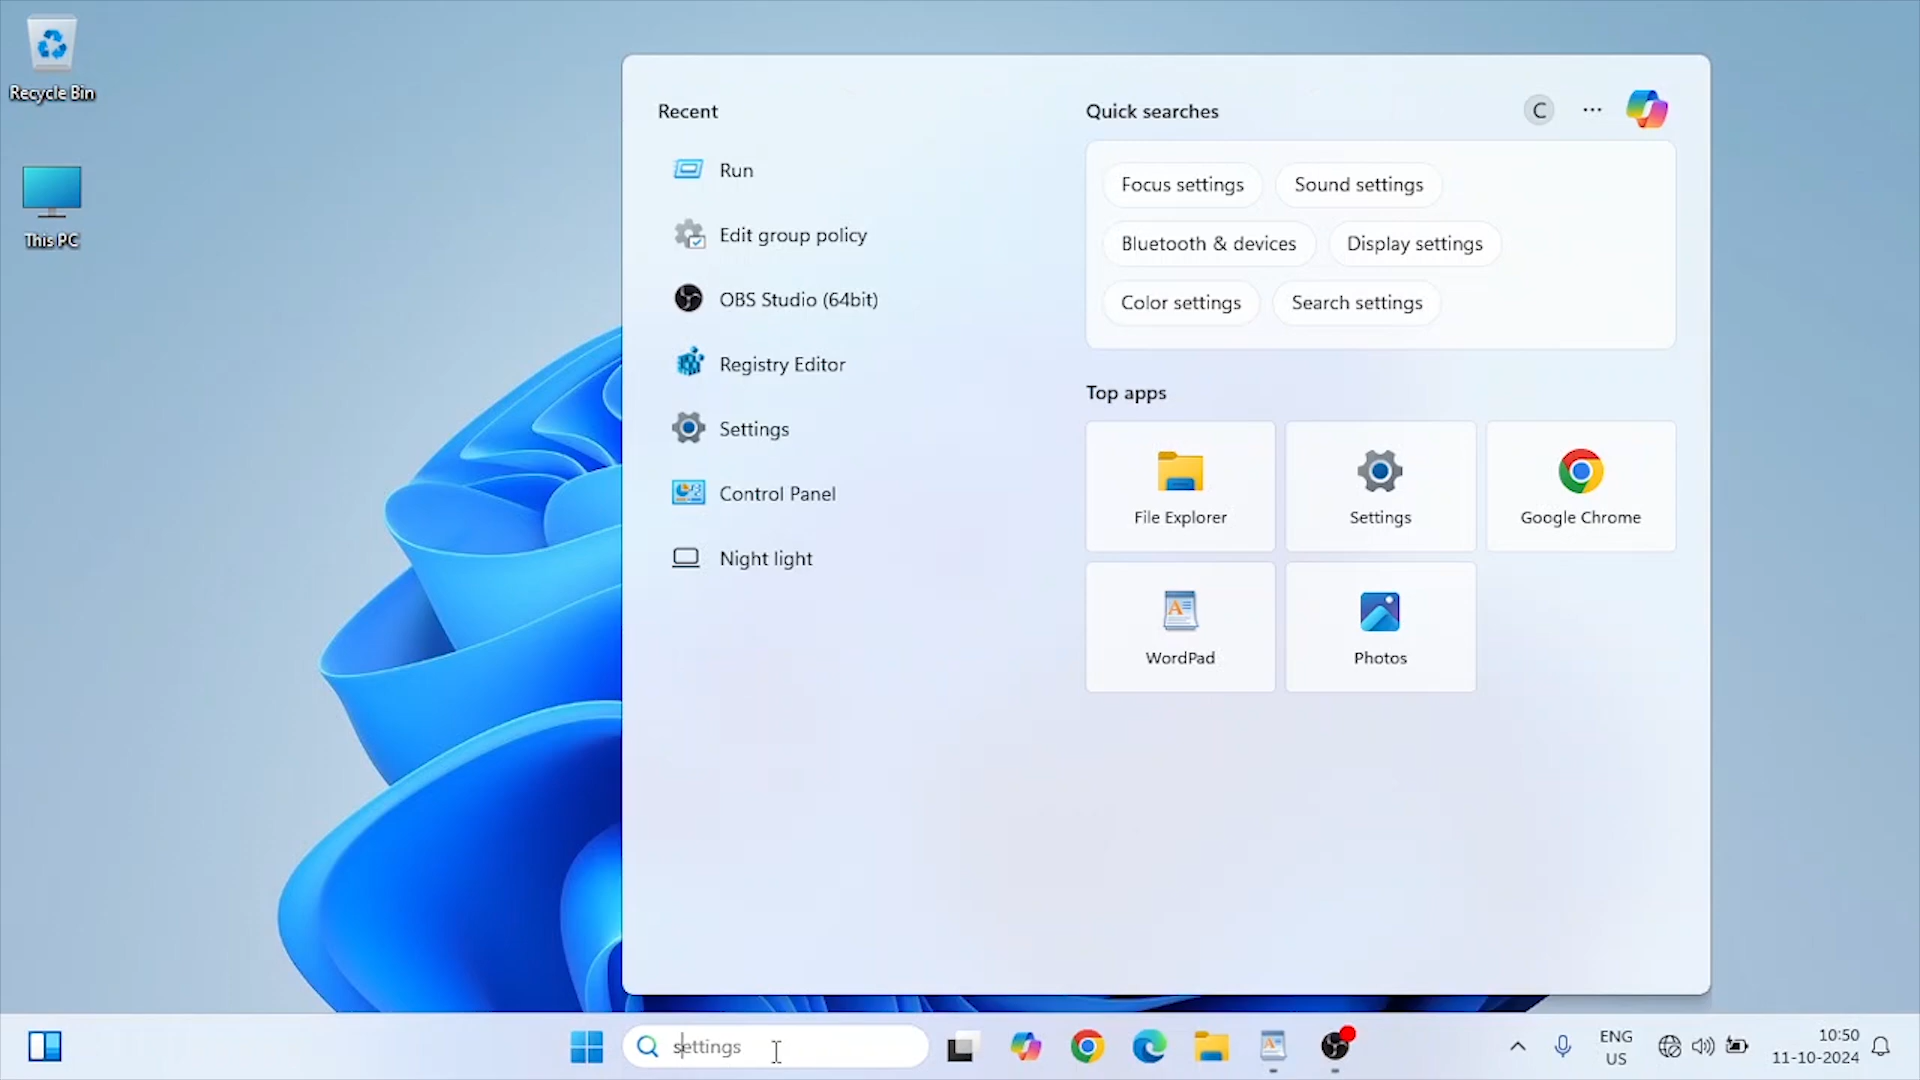 Recycle Bin
This PC
Recent
Run
Edit group policy
OBS Studio (64bit)
Registry Editor
Settings
Control Panel
Night light
Quick searches
C
Focus settings
Sound settings
Bluetooth & devices
Display settings
Color settings
Search settings
Top apps
File Explorer
Settings
Google Chrome
WordPad
Photos
settings
ENG
US
10:50
11-10-2024